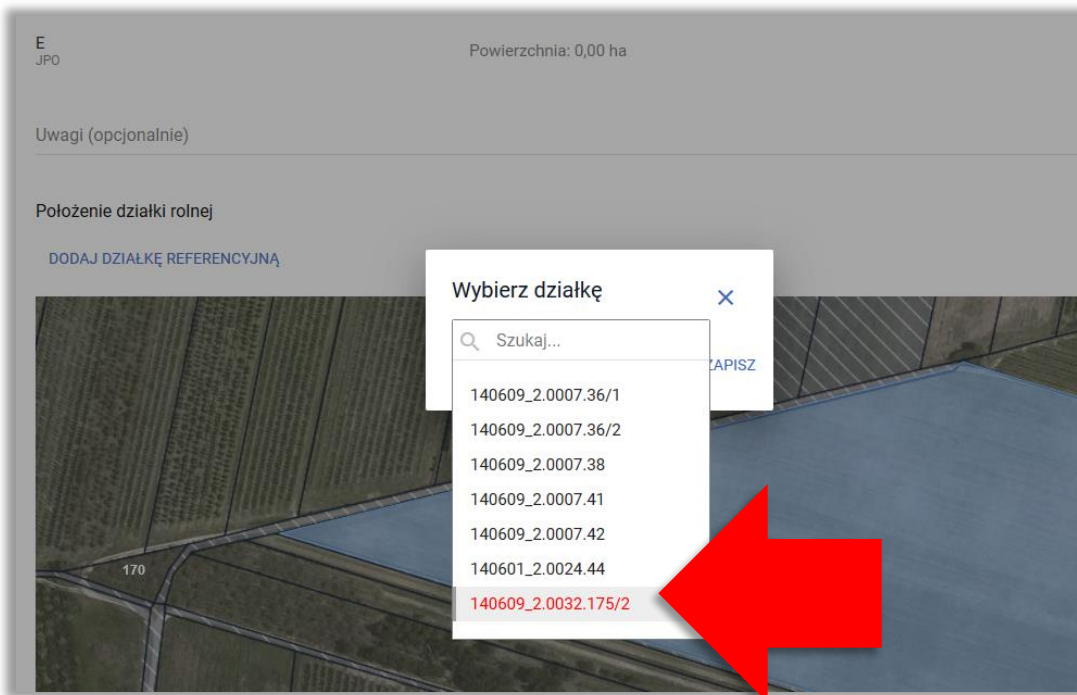 E
JPO
Powierzchnia: 0,00 ha
Uwagi (opcjonalnie)
Położenie działki rolnej
DODAJ DZIAŁKĘ REFERENCYJNĄ
Wybierz działkę
Szukaj...
ZAPISZ
140609_2.0007.36/1
140609_2.0007.36/2
140609_2.0007.38
140609_2.0007.41
140609_2.0007.42
140601_2.0024.44
140609_2.0032.175/2
170